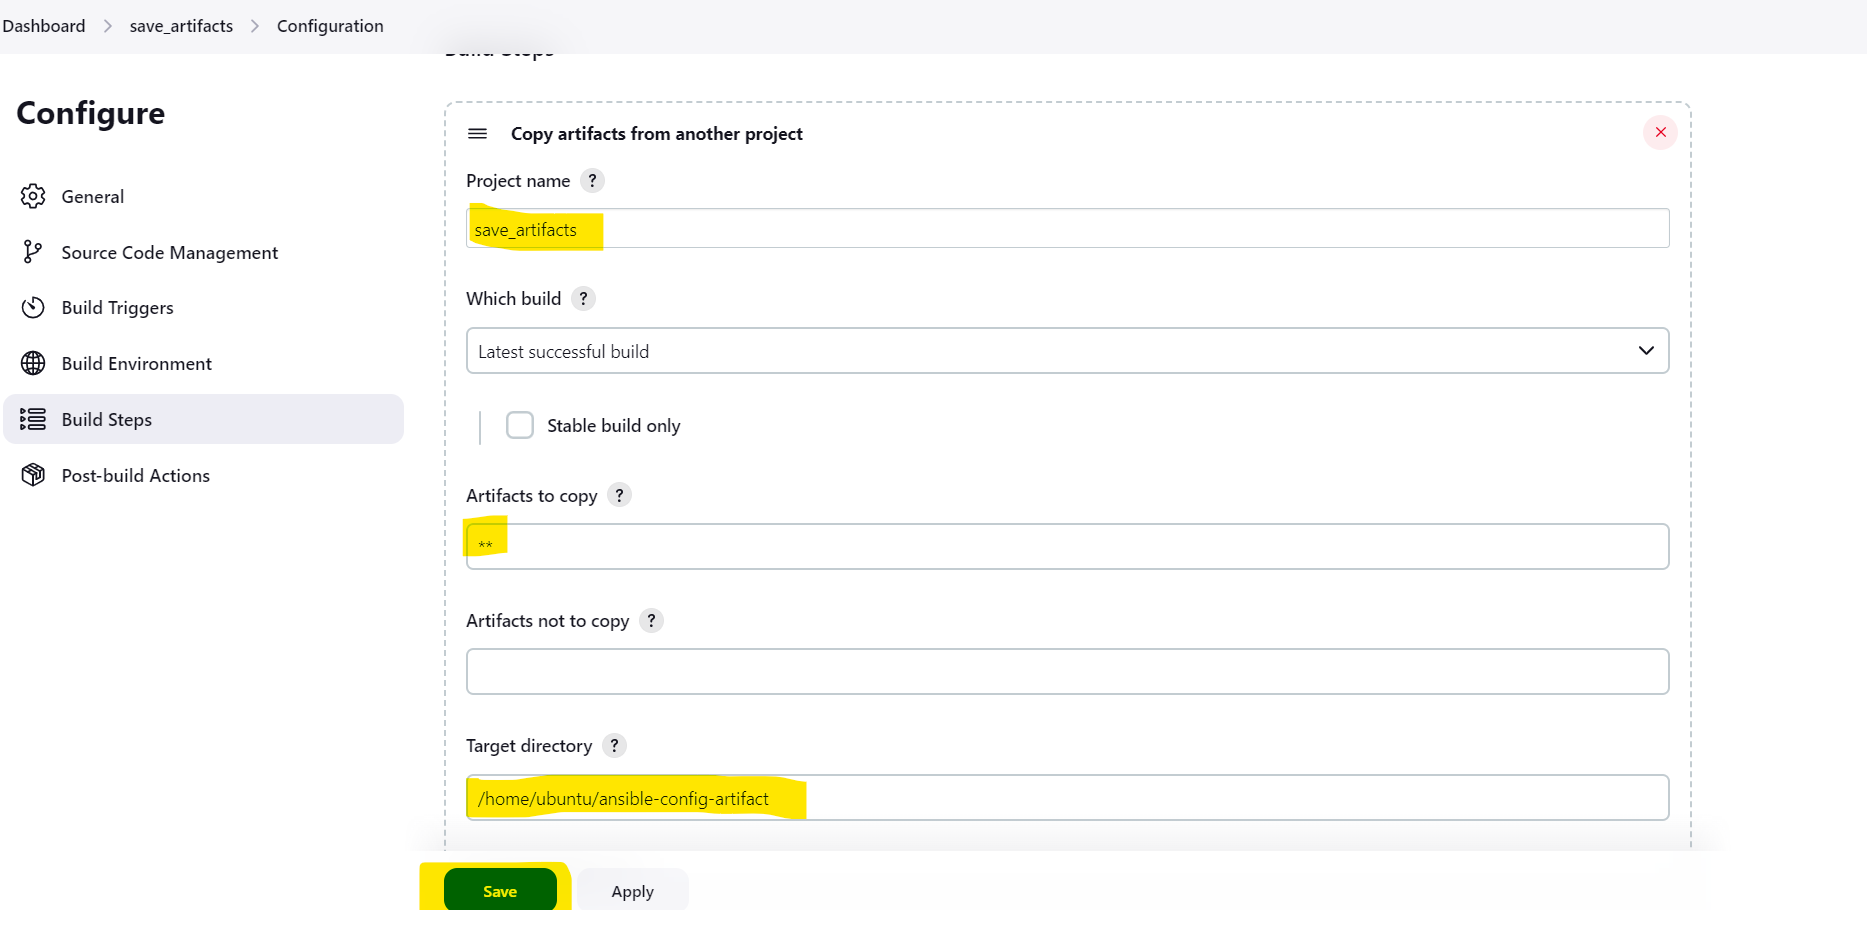 Dashboard > save_artifacts > Configuration
Build Steps
Configure
General
Source Code Management
Build Triggers
Build Environment
Build Steps
Post-build Actions
Copy artifacts from another project
Project name ?
save_artifacts
Which build ?
Latest successful build
Stable build only
Artifacts to copy ?
**
Artifacts not to copy ?
Target directory ?
/home/ubuntu/ansible-config-artifact
Save Apply